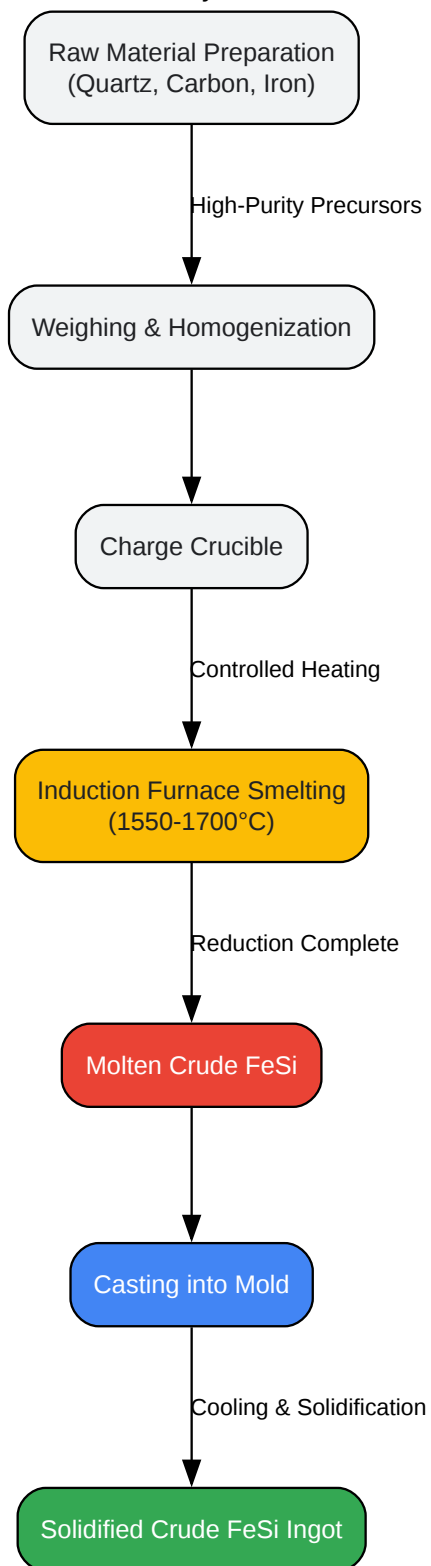 Raw Material Preparation
(Quartz, Carbon, Iron)
High-Purity Precursors
Weighing & Homogenization
Charge Crucible
Controlled Heating
Induction Furnace Smelting
(1550-1700°C)
Reduction Complete
Molten Crude FeSi
Casting into Mold
Cooling & Solidification
Solidified Crude FeSi Ingot